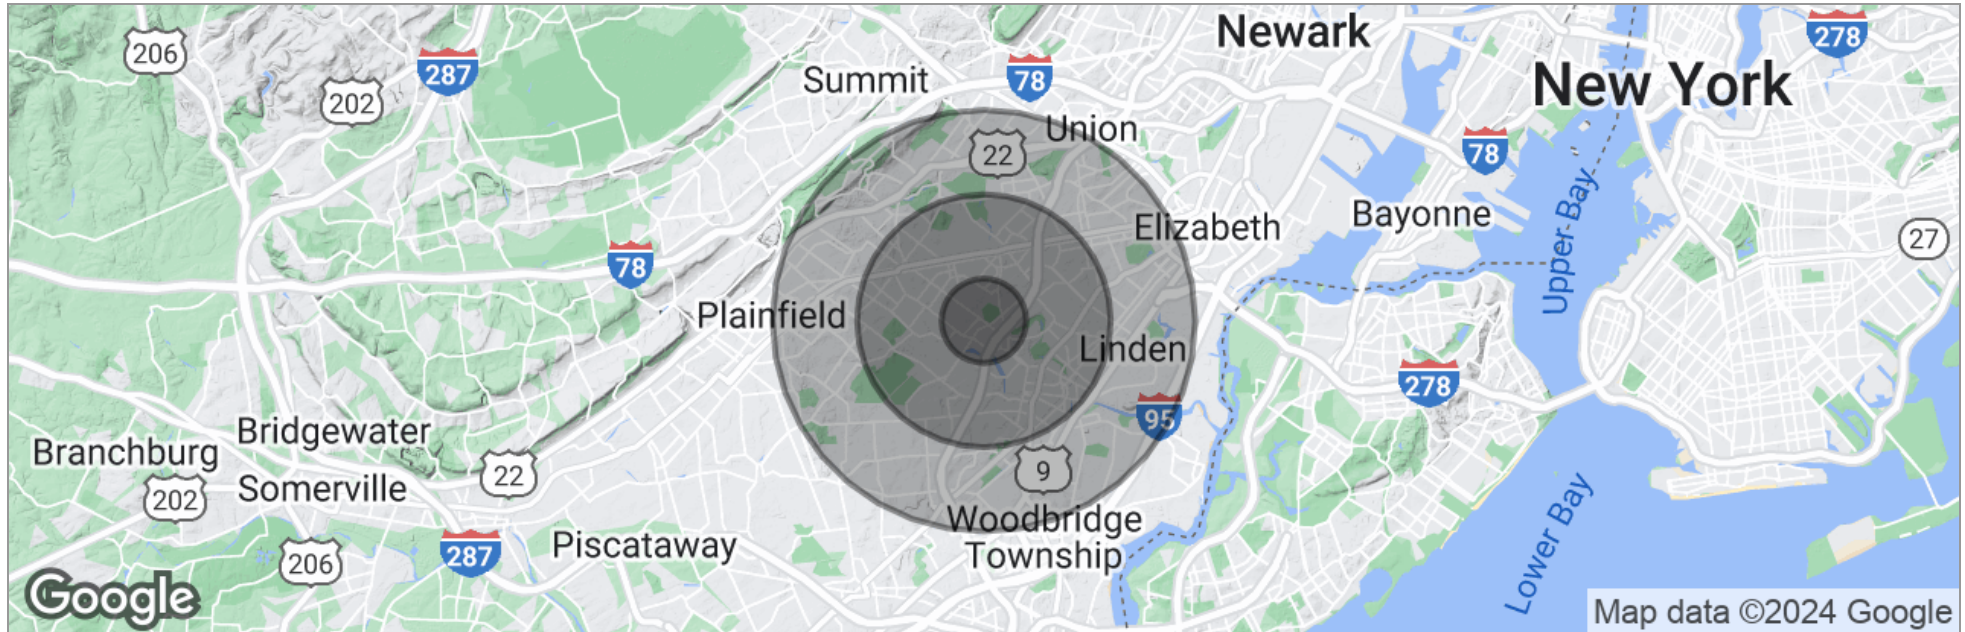 206
287
202
Summit
78
Newark
New York
278
22
Union
78
Elizabeth
Bayonne
Upper Bay
27
78
Plainfield
Linden
278
95
Branchburg
Bridgewater
202
Somerville
22
9
Woodbridge
Township
206
287
Piscataway
Lower Bay
Google
Map data ©2024 Google